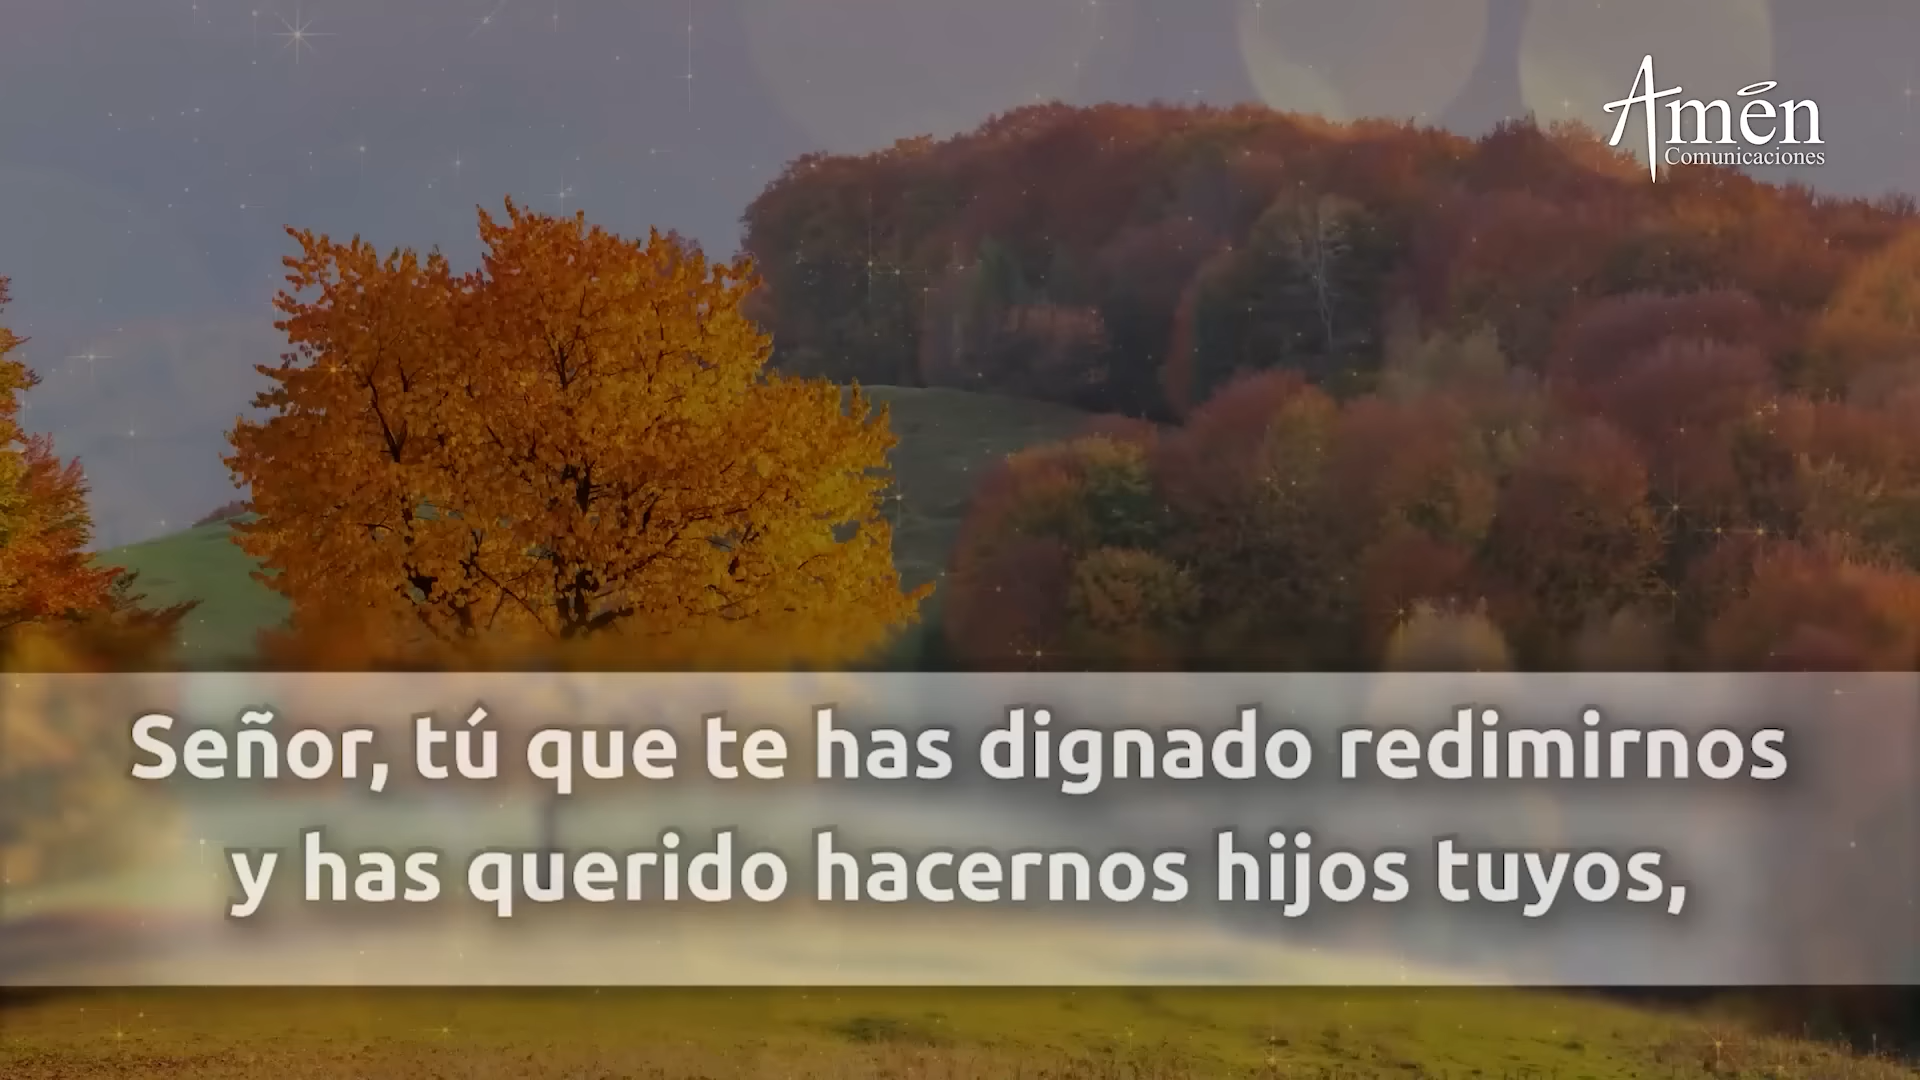 Amén
Comunicaciones
Señor, tú que te has dignado redimirnos
y has querido hacernos hijos tuyos,